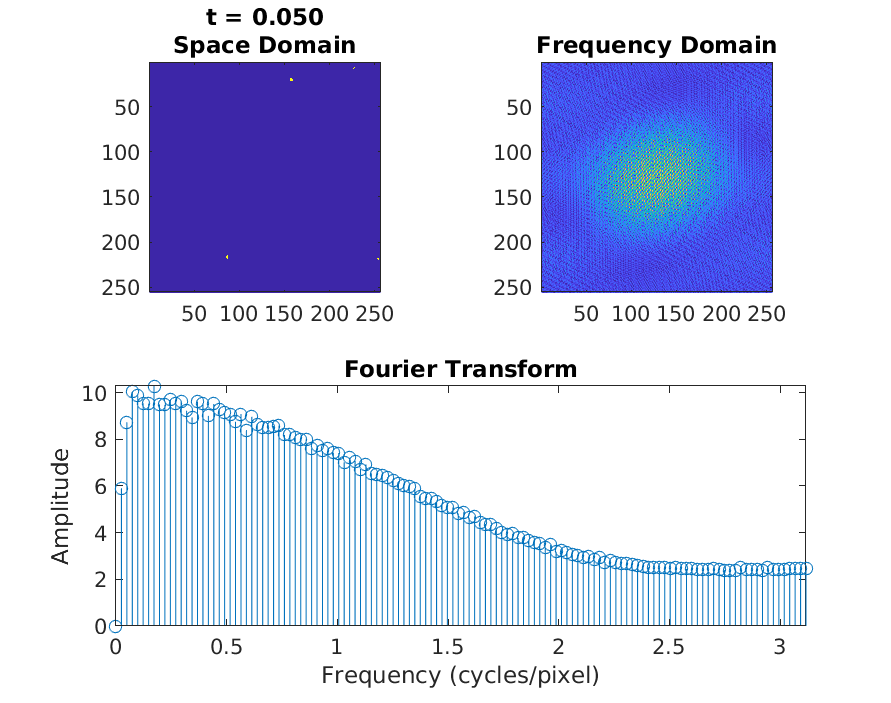 t = 0.050
Space Domain
50
100
150
200
250
50 100 150 200 250
Frequency Domain
50
100
150
200
250
50 100 150 200 250
Fourier Transform
Amplitude
10
8
6
4
2
0
0 0.5 1 1.5 2 2.5 3
Frequency (cycles/pixel)